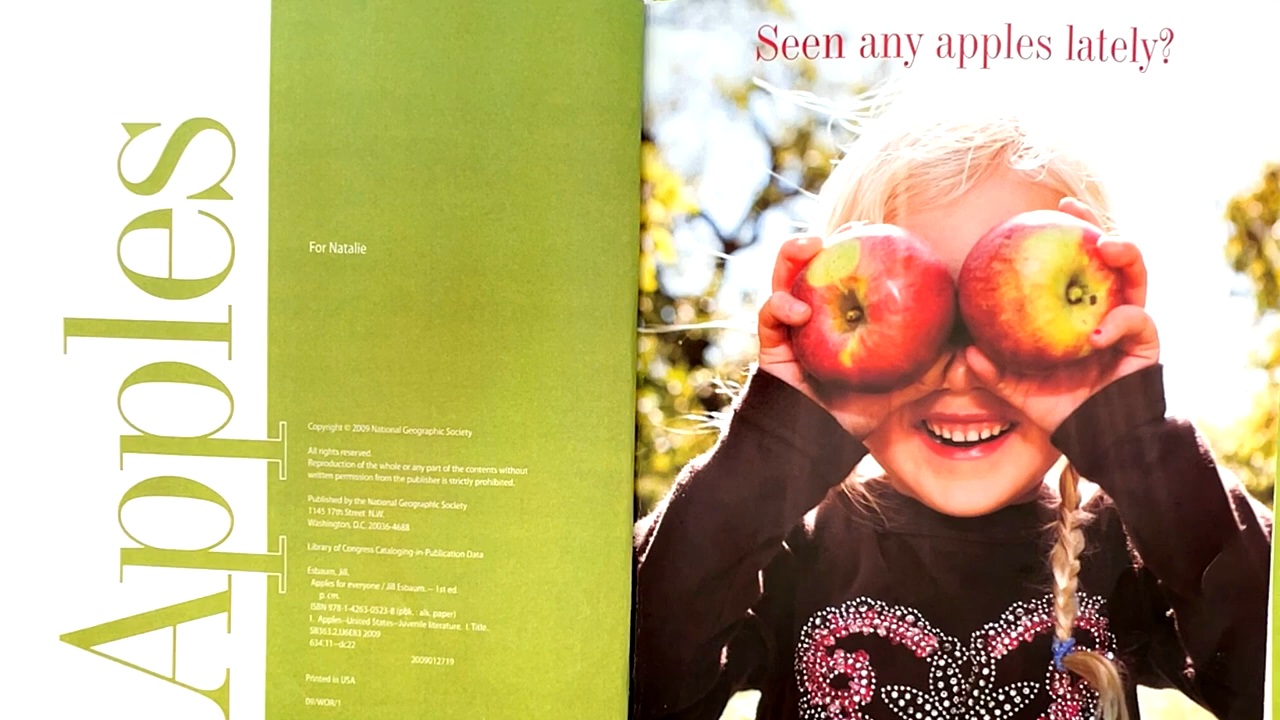 Apples
For Natalie
Copyright © 2009 National Geographic Society
All rights reserved.
Reproduction of the whole or any part of the contents without
written permission from the publisher is strictly prohibited.
Published by the National Geographic Society
1145 17th Street N.W.
Washington, D.C. 20036-4688
Library of Congress Cataloging-in-Publication Data
Esbaum, Jill.
Apples for everyone / Jill Esbaum. -- 1st ed.
p. cm.
ISBN 978-1-4263-0523-8 (pbk. : alk. paper)
1. Apples--United States--Juvenile literature. I. Title.
SB363.2.U6E83 2009
634'.11--dc22
2009012719
Printed in USA
09/WOR/1
Seen any apples lately?